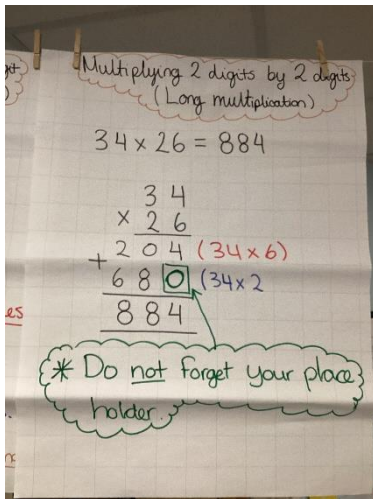 Multiplying 2 digits by 2 digits
(Long multiplication)
34 x 26 = 884
34
x 26
+ 204 (34 x 6)
680 (34 x 2
884
* Do not forget your place
holder.
es